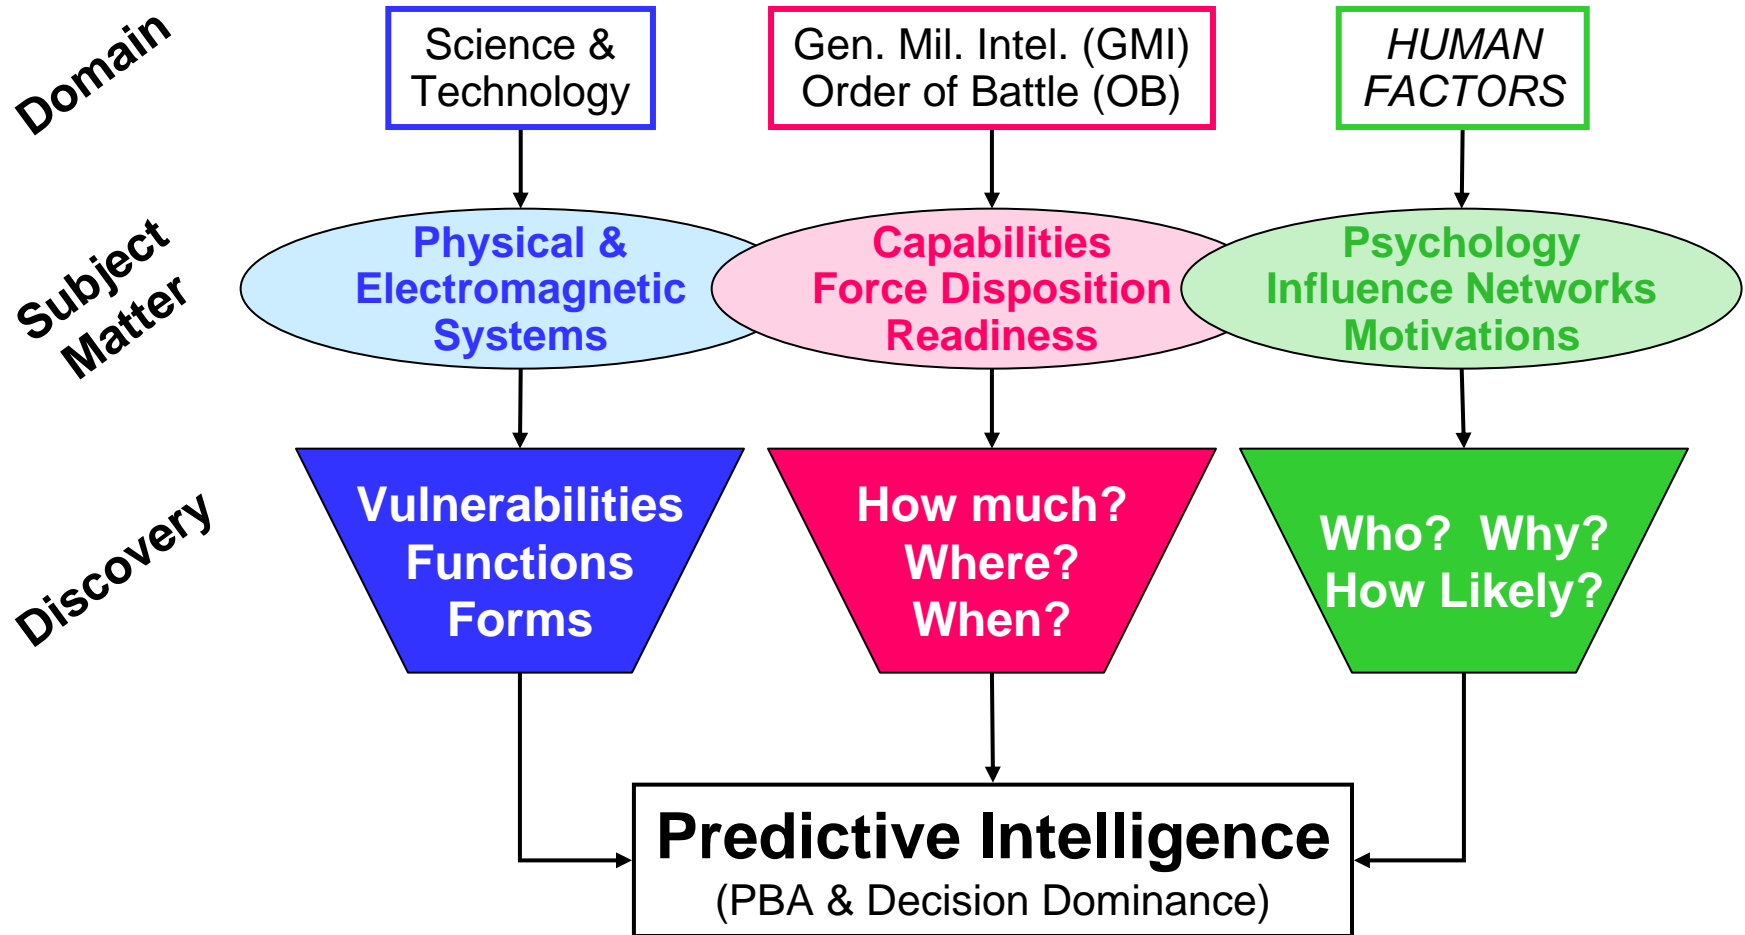 Domain
Science &
Technology
Gen. Mil. Intel. (GMI)
Order of Battle (OB)
HUMAN
FACTORS
Subject
Matter
Physical &
Electromagnetic
Systems
Capabilities
Force Disposition
Readiness
Psychology
Influence Networks
Motivations
Discovery
Vulnerabilities
Functions
Forms
How much?
Where?
When?
Who? Why?
How Likely?
Predictive Intelligence
(PBA & Decision Dominance)